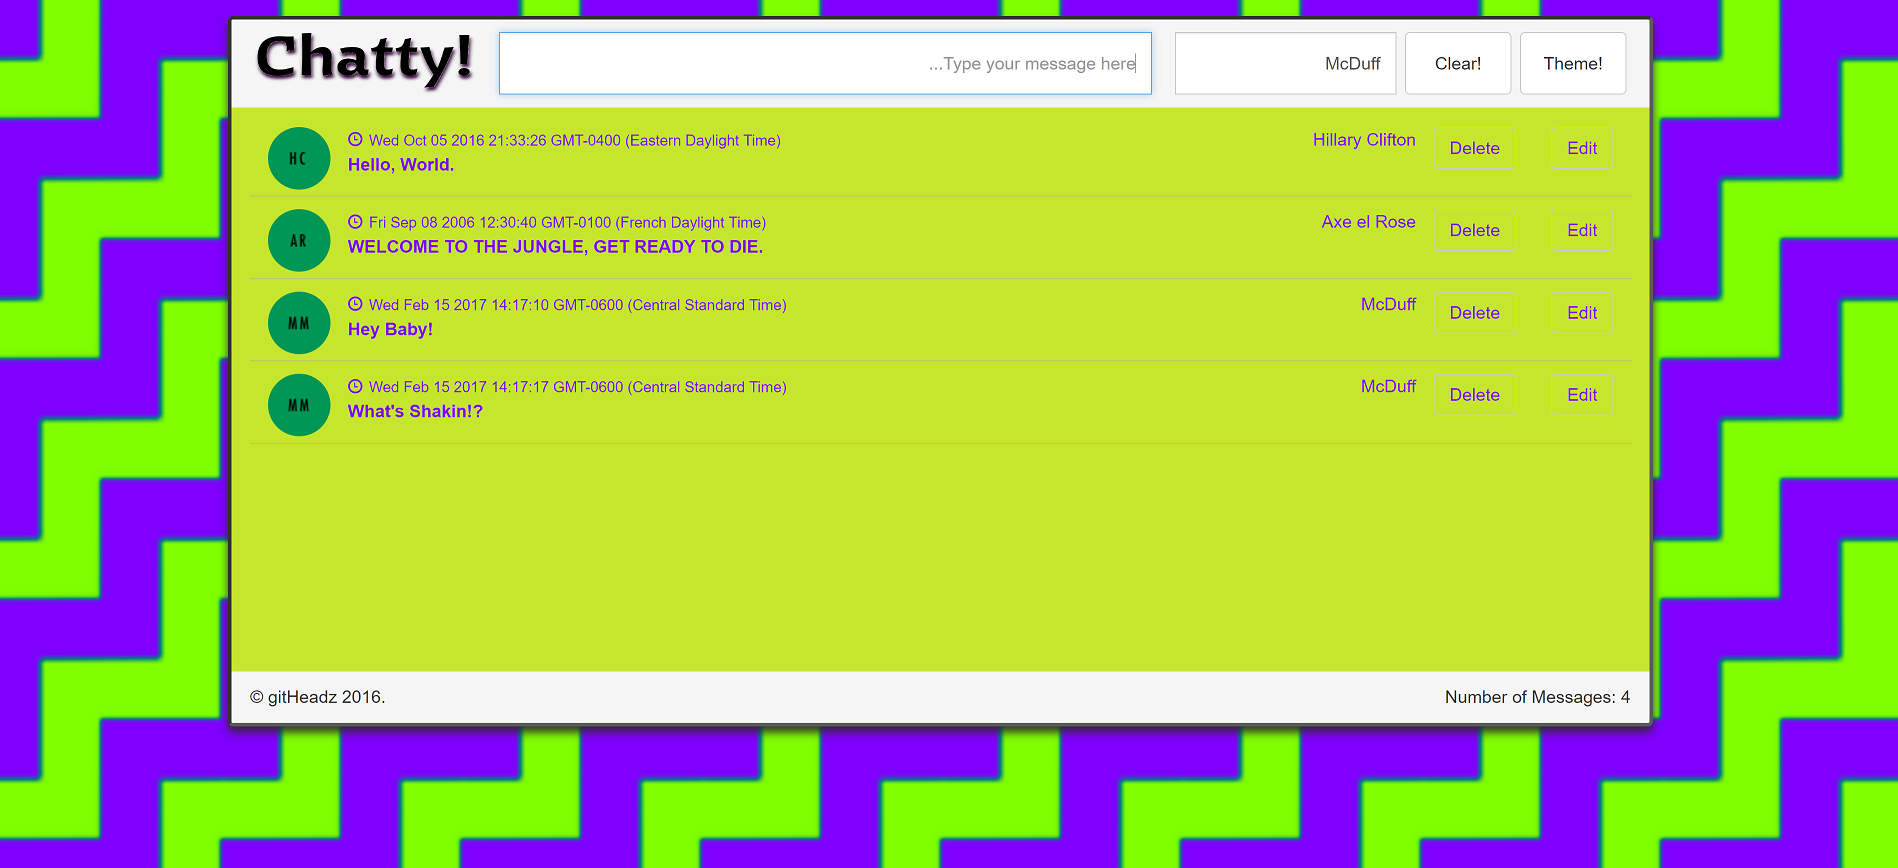 Chatty!
...Type your message here
McDuff
Clear!
Theme!
HC
Wed Oct 05 2016 21:33:26 GMT-0400 (Eastern Daylight Time)
Hello, World.
Hillary Clifton
Delete
Edit
AR
Fri Sep 08 2006 12:30:40 GMT-0100 (French Daylight Time)
WELCOME TO THE JUNGLE, GET READY TO DIE.
Axe el Rose
Delete
Edit
MM
Wed Feb 15 2017 14:17:10 GMT-0600 (Central Standard Time)
Hey Baby!
McDuff
Delete
Edit
MM
Wed Feb 15 2017 14:17:17 GMT-0600 (Central Standard Time)
What's Shakin!?
McDuff
Delete
Edit
© gitHeadz 2016.
Number of Messages: 4